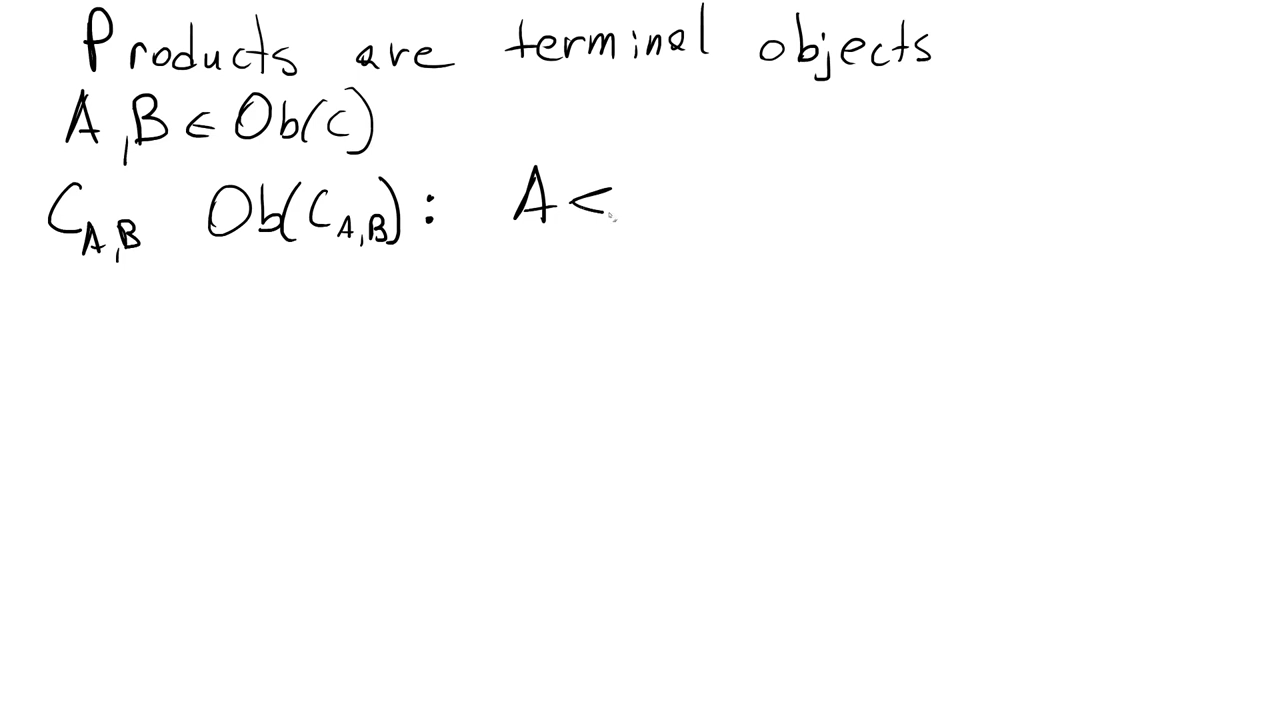 Products are terminal objects
A, B ∈ Ob(C)
C_{A,B} Ob(C_{A,B}): A <